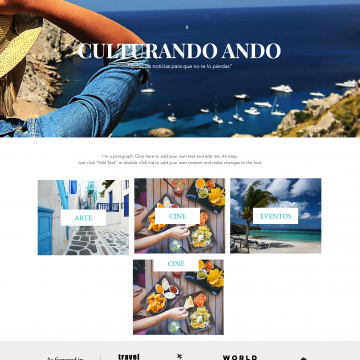 CULTURANDO ANDO
"Todas las noticias para que no te lo pierdas"
I'm a paragraph. Click here to add your own text and edit me. It's easy.
Just click "Edit Text" or double click me to add your own content and make changes to the font.
ARTE
CINE
EVENTOS
CINE
As featured in
travel
WORLD